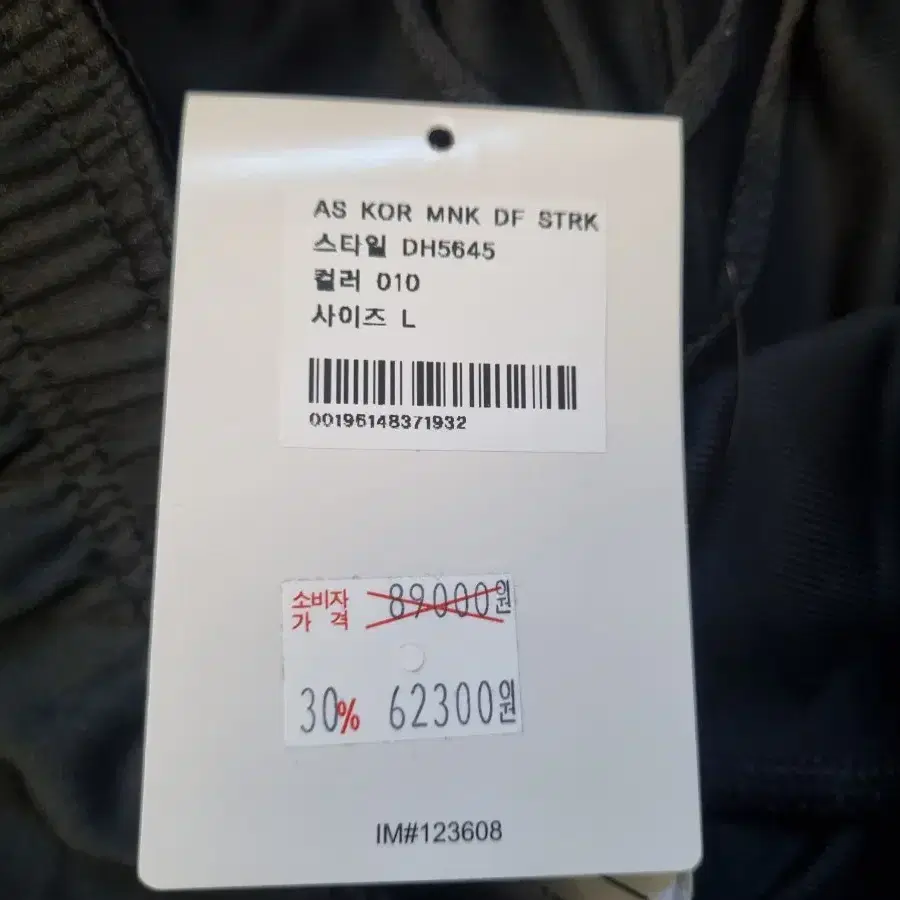 AS KOR MNK DF STRK
스타일 DH5645
컬러 010
사이즈 L
00195148371932
소비자
가 격
89000원
30% 62300원
IM#123608